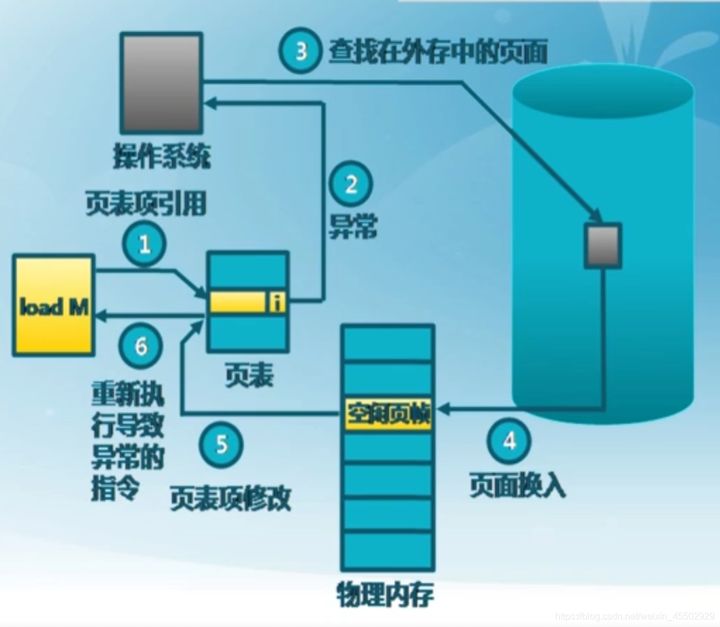 3 查找在外存中的页面
操作系统
2
异常
页表项引用
1
load M
i
6
页表
重新执
行导致
异常的
指令
空闲页帧
5
4
页表项修改
页面换入
物理内存
https://blog.csdn.net/weixin_45502929